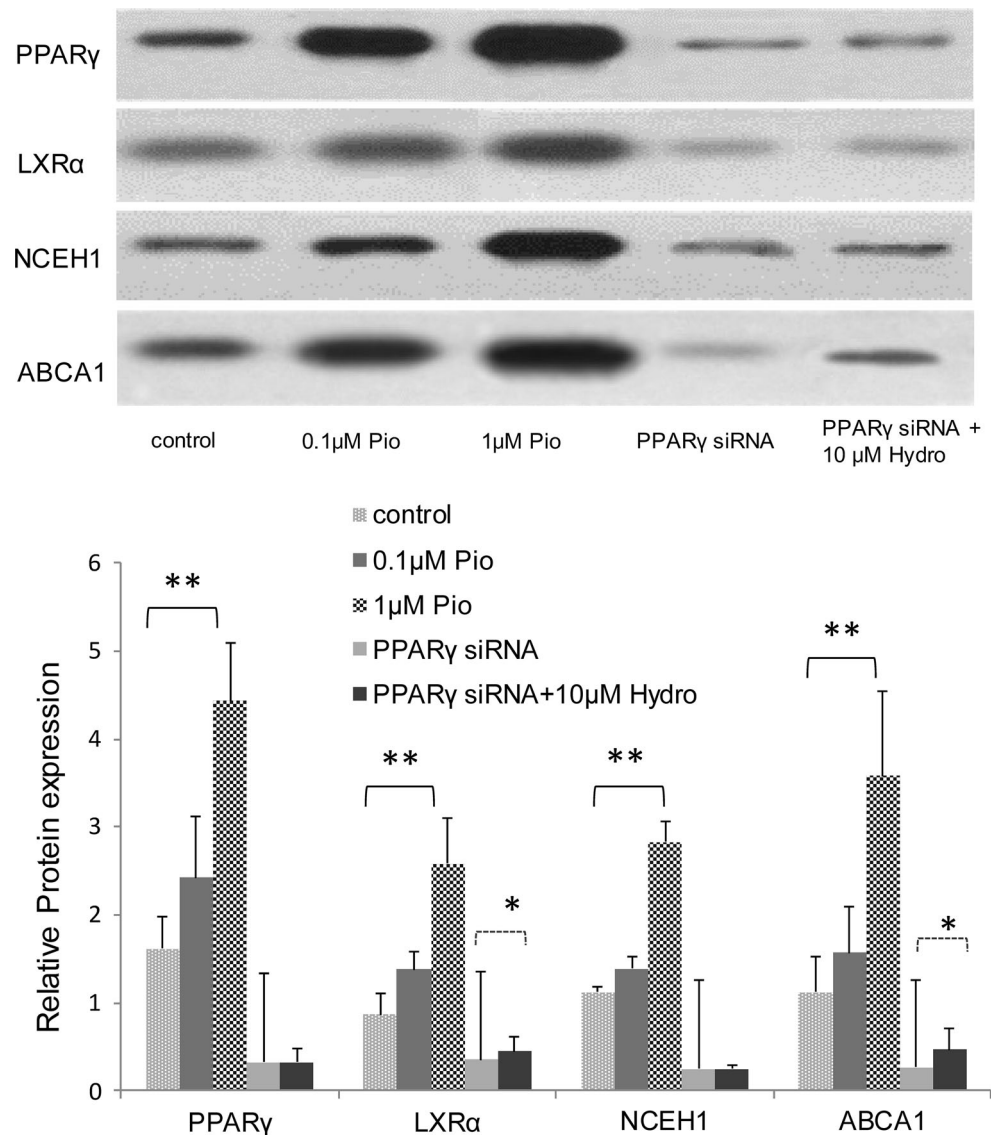 PPARγ
LXRα
NCEH1
ABCA1
control 0.1µM Pio 1µM Pio PPARγ siRNA PPARγ siRNA +
10 µM Hydro
control
0.1µM Pio
1µM Pio
PPARγ siRNA
PPARγ siRNA+10µM Hydro
Relative Protein expression
6
5
4
3
2
1
0
**
**
*
**
**
*
PPARγ LXRα NCEH1 ABCA1